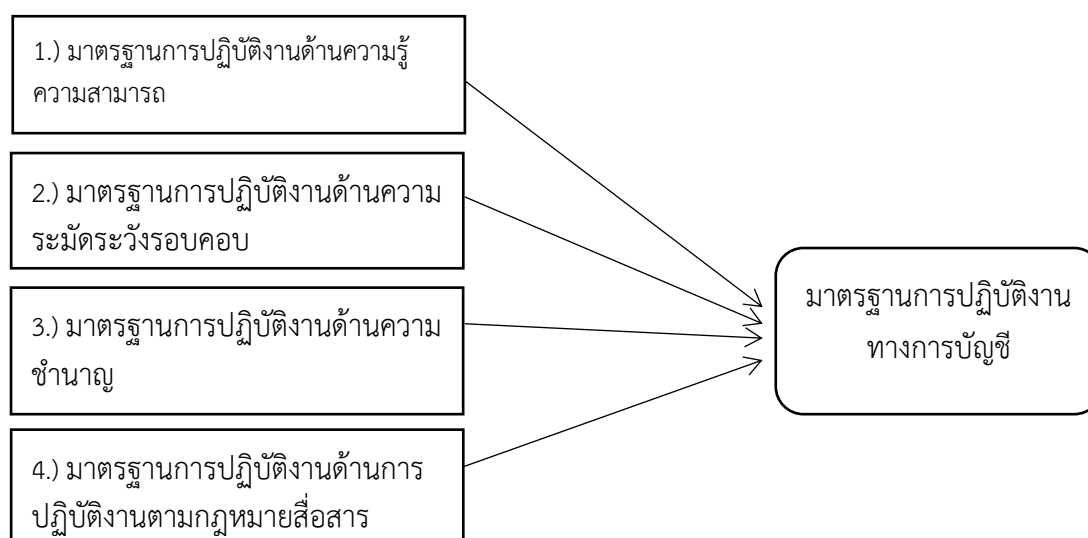 1.) มาตรฐานการปฏิบัติงานด้านความรู้
ความสามารถ
2.) มาตรฐานการปฏิบัติงานด้านความ
ระมัดระวังรอบคอบ
3.) มาตรฐานการปฏิบัติงานด้านความ
ชำนาญ
4.) มาตรฐานการปฏิบัติงานด้านการ
ปฏิบัติงานตามกฎหมายสื่อสาร
มาตรฐานการปฏิบัติงาน
ทางการบัญชี